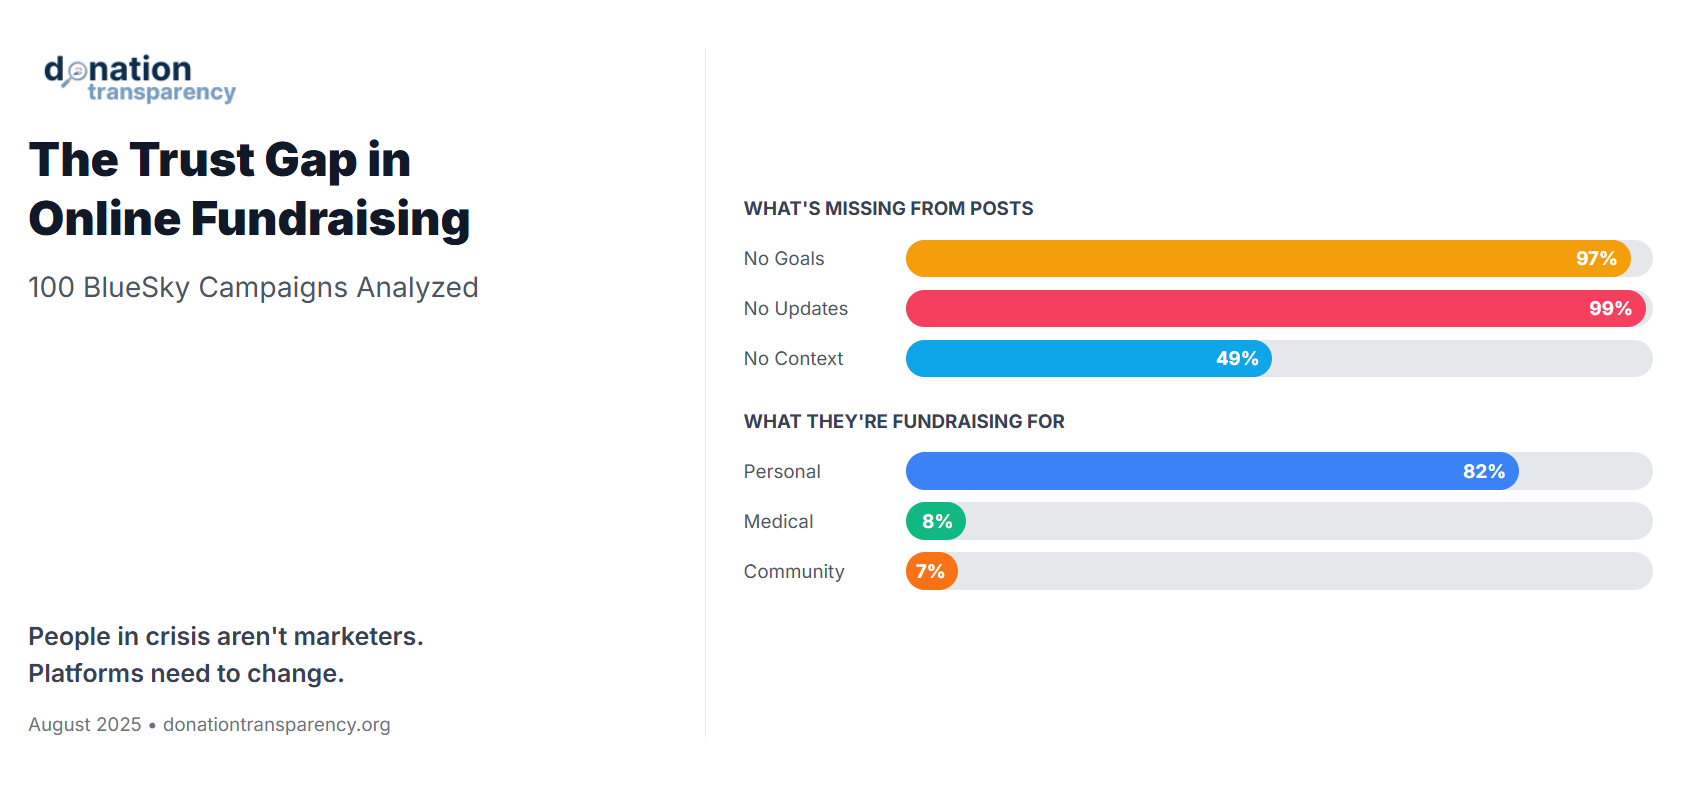 donation
transparency
The Trust Gap in
Online Fundraising
100 BlueSky Campaigns Analyzed
People in crisis aren't marketers.
Platforms need to change.
August 2025 • donationtransparency.org
WHAT'S MISSING FROM POSTS
No Goals 97%
No Updates 99%
No Context 49%
WHAT THEY'RE FUNDRAISING FOR
Personal 82%
Medical 8%
Community 7%